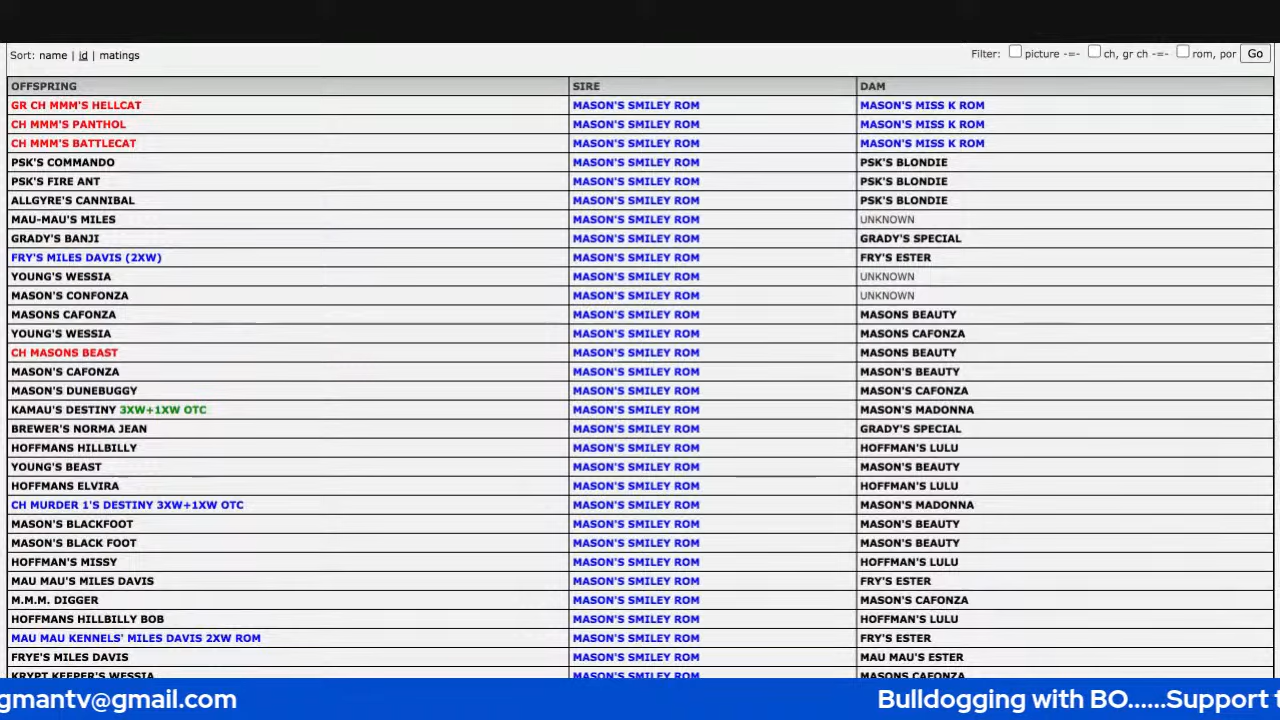 Sort: name | id | matings Filter: picture -=- ch, gr ch -=- rom, por Go
OFFSPRING SIRE DAM
GR CH MMM'S HELLCAT MASON'S SMILEY ROM MASON'S MISS K ROM
CH MMM'S PANTHOL MASON'S SMILEY ROM MASON'S MISS K ROM
CH MMM'S BATTLECAT MASON'S SMILEY ROM MASON'S MISS K ROM
PSK'S COMMANDO MASON'S SMILEY ROM PSK'S BLONDIE
PSK'S FIRE ANT MASON'S SMILEY ROM PSK'S BLONDIE
ALLGYRE'S CANNIBAL MASON'S SMILEY ROM PSK'S BLONDIE
MAU-MAU'S MILES MASON'S SMILEY ROM UNKNOWN
GRADY'S BANJI MASON'S SMILEY ROM GRADY'S SPECIAL
FRY'S MILES DAVIS (2XW) MASON'S SMILEY ROM FRY'S ESTER
YOUNG'S WESSIA MASON'S SMILEY ROM UNKNOWN
MASON'S CONFONZA MASON'S SMILEY ROM UNKNOWN
MASONS CAFONZA MASON'S SMILEY ROM MASONS BEAUTY
YOUNG'S WESSIA MASON'S SMILEY ROM MASONS CAFONZA
CH MASONS BEAST MASON'S SMILEY ROM MASONS BEAUTY
MASON'S CAFONZA MASON'S SMILEY ROM MASON'S BEAUTY
MASON'S DUNEBUGGY MASON'S SMILEY ROM MASON'S CAFONZA
KAMAU'S DESTINY 3XW+1XW OTC MASON'S SMILEY ROM MASON'S MADONNA
BREWER'S NORMA JEAN MASON'S SMILEY ROM GRADY'S SPECIAL
HOFFMANS HILLBILLY MASON'S SMILEY ROM HOFFMAN'S LULU
YOUNG'S BEAST MASON'S SMILEY ROM MASON'S BEAUTY
HOFFMANS ELVIRA MASON'S SMILEY ROM HOFFMAN'S LULU
CH MURDER 1'S DESTINY 3XW+1XW OTC MASON'S SMILEY ROM MASON'S MADONNA
MASON'S BLACKFOOT MASON'S SMILEY ROM MASON'S BEAUTY
MASON'S BLACK FOOT MASON'S SMILEY ROM MASON'S BEAUTY
HOFFMAN'S MISSY MASON'S SMILEY ROM HOFFMAN'S LULU
MAU MAU'S MILES DAVIS MASON'S SMILEY ROM FRY'S ESTER
M.M.M. DIGGER MASON'S SMILEY ROM MASON'S CAFONZA
HOFFMANS HILLBILLY BOB MASON'S SMILEY ROM HOFFMAN'S LULU
MAU MAU KENNELS' MILES DAVIS 2XW ROM MASON'S SMILEY ROM FRY'S ESTER
FRYE'S MILES DAVIS MASON'S SMILEY ROM MAU MAU'S ESTER
KRYPT KEEPER'S WESSIA MASON'S SMILEY ROM MASONS CAFONZA
gmantv@gmail.com Bulldogging with BO......Support t